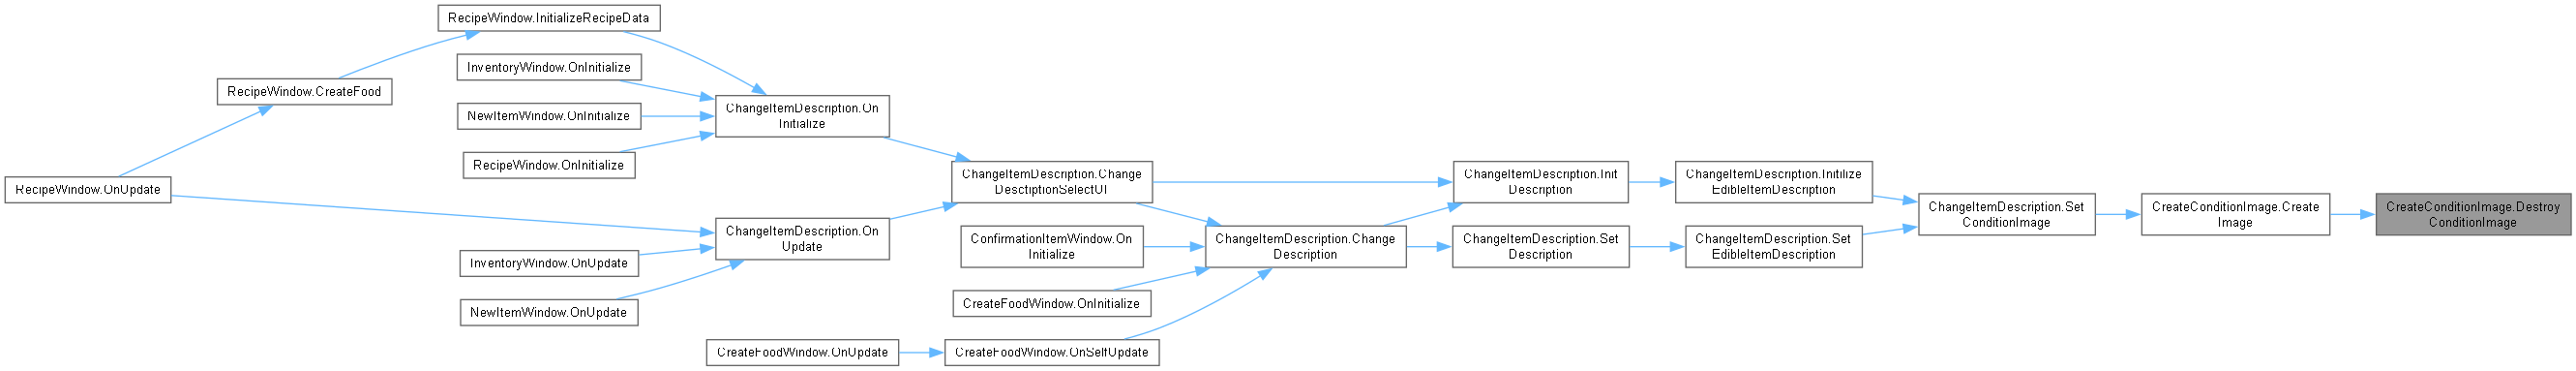 RecipeWindow.InitializeRecipeData
InventoryWindow.OnInitialize
RecipeWindow.CreateFood
ChangeItemDescription.On
Initialize
NewItemWindow.OnInitialize
RecipeWindow.OnInitialize
RecipeWindow.OnUpdate
ChangeItemDescription.Change
DesctiptionSelectUI
ChangeItemDescription.Init
Description
ChangeItemDescription.Initilize
EdibleItemDescription
ChangeItemDescription.Set
ConditionImage
CreateConditionImage.Create
Image
CreateConditionImage.Destroy
ConditionImage
ChangeItemDescription.On
Update
ConfirmationItemWindow.On
Initialize
ChangeItemDescription.Change
Description
ChangeItemDescription.Set
Description
ChangeItemDescription.Set
EdibleItemDescription
InventoryWindow.OnUpdate
NewItemWindow.OnUpdate
CreateFoodWindow.OnInitialize
CreateFoodWindow.OnUpdate
CreateFoodWindow.OnSelfUpdate